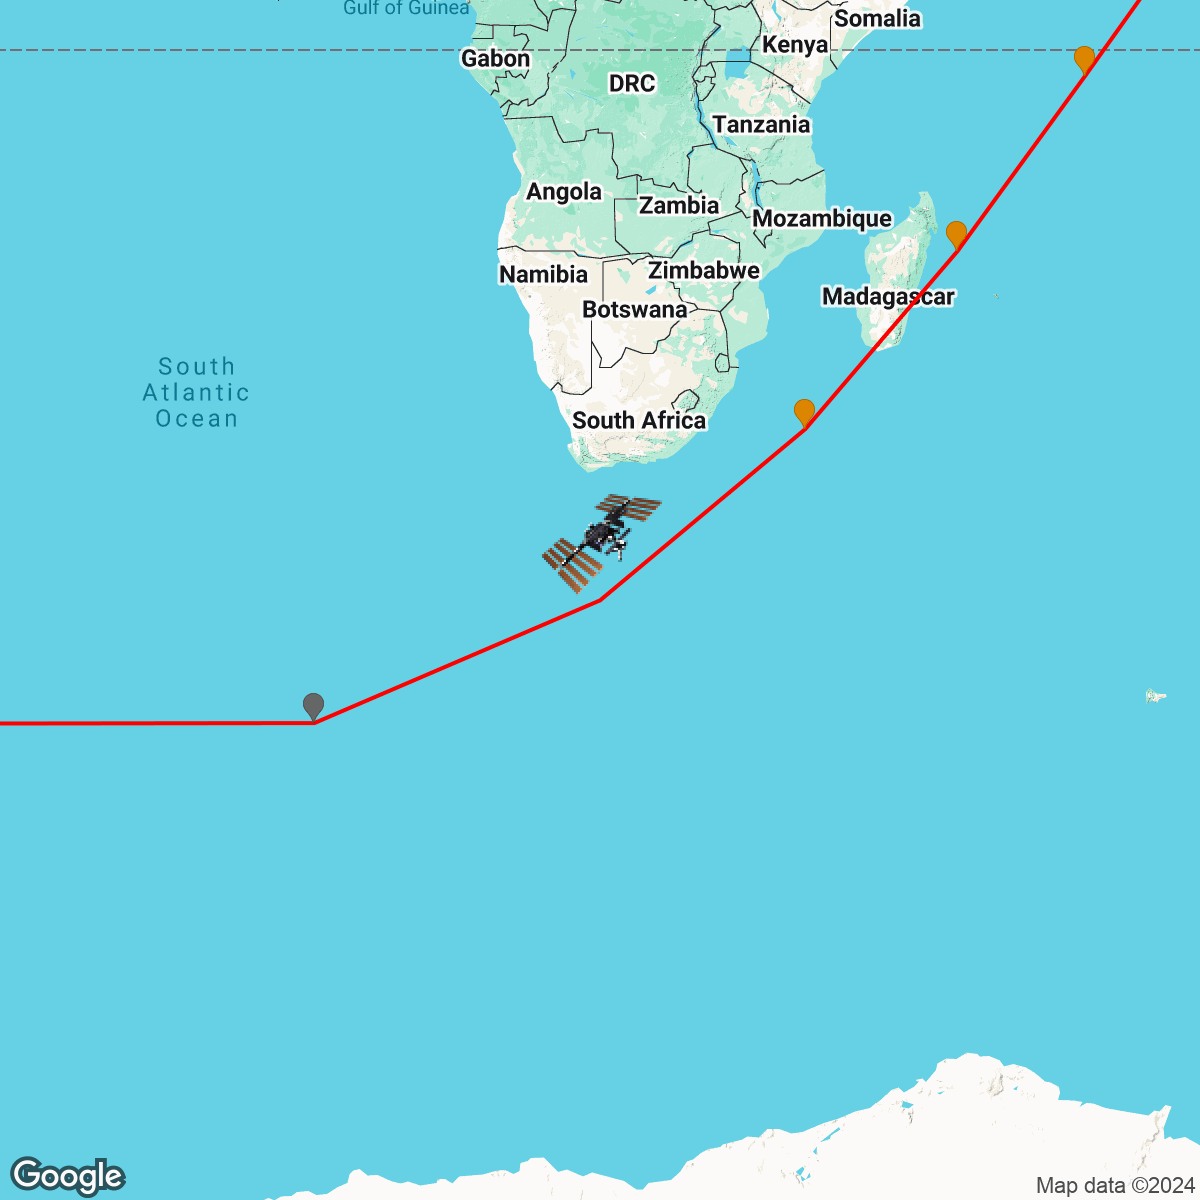 Gulf of Guinea
Somalia
Kenya
Gabon
DRC
Tanzania
Angola
Zambia
Mozambique
Namibia
Zimbabwe
Madagascar
Botswana
South
Atlantic
Ocean
South Africa
Google
Map data ©2024